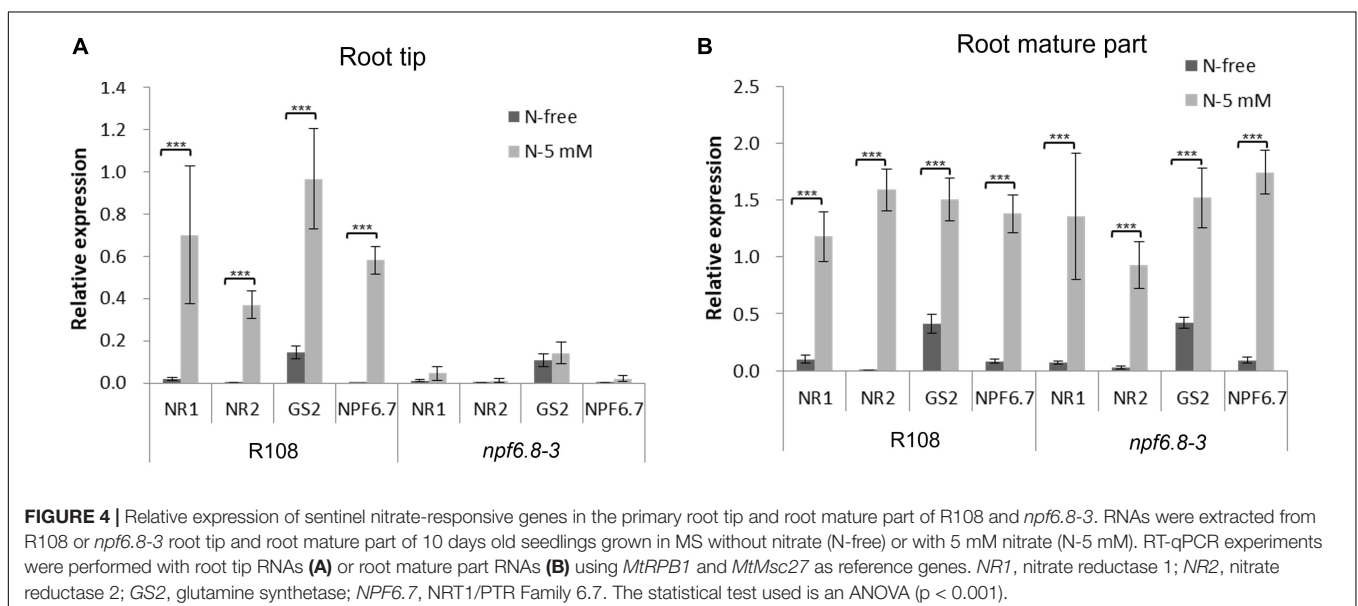 A
Root tip
N-free
N-5 mM
Relative expression
1.4
1.2
1.0
0.8
0.6
0.4
0.2
0.0
***
***
***
***
NR1 NR2 GS2 NPF6.7 NR1 NR2 GS2 NPF6.7
R108 npf6.8-3
B
Root mature part
N-free
N-5 mM
Relative expression
2.5
2.0
1.5
1.0
0.5
0.0
***
***
***
***
***
***
***
***
NR1 NR2 GS2 NPF6.7 NR1 NR2 GS2 NPF6.7
R108 npf6.8-3
FIGURE 4 | Relative expression of sentinel nitrate-responsive genes in the primary root tip and root mature part of R108 and npf6.8-3. RNAs were extracted from
R108 or npf6.8-3 root tip and root mature part of 10 days old seedlings grown in MS without nitrate (N-free) or with 5 mM nitrate (N-5 mM). RT-qPCR experiments
were performed with root tip RNAs (A) or root mature part RNAs (B) using MtRPB1 and MtMsc27 as reference genes. NR1, nitrate reductase 1; NR2, nitrate
reductase 2; GS2, glutamine synthetase; NPF6.7, NRT1/PTR Family 6.7. The statistical test used is an ANOVA (p < 0.001).